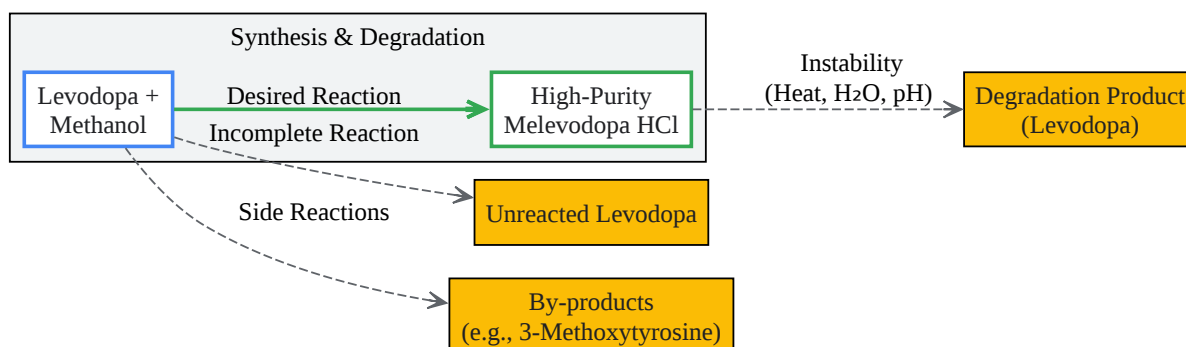 Synthesis & Degradation
Levodopa +
Methanol
Desired Reaction
Incomplete Reaction
High-Purity
Melevodopa HCl
Instability
(Heat, H₂O, pH)
Degradation Product
(Levodopa)
Side Reactions
Unreacted Levodopa
By-products
(e.g., 3-Methoxytyrosine)